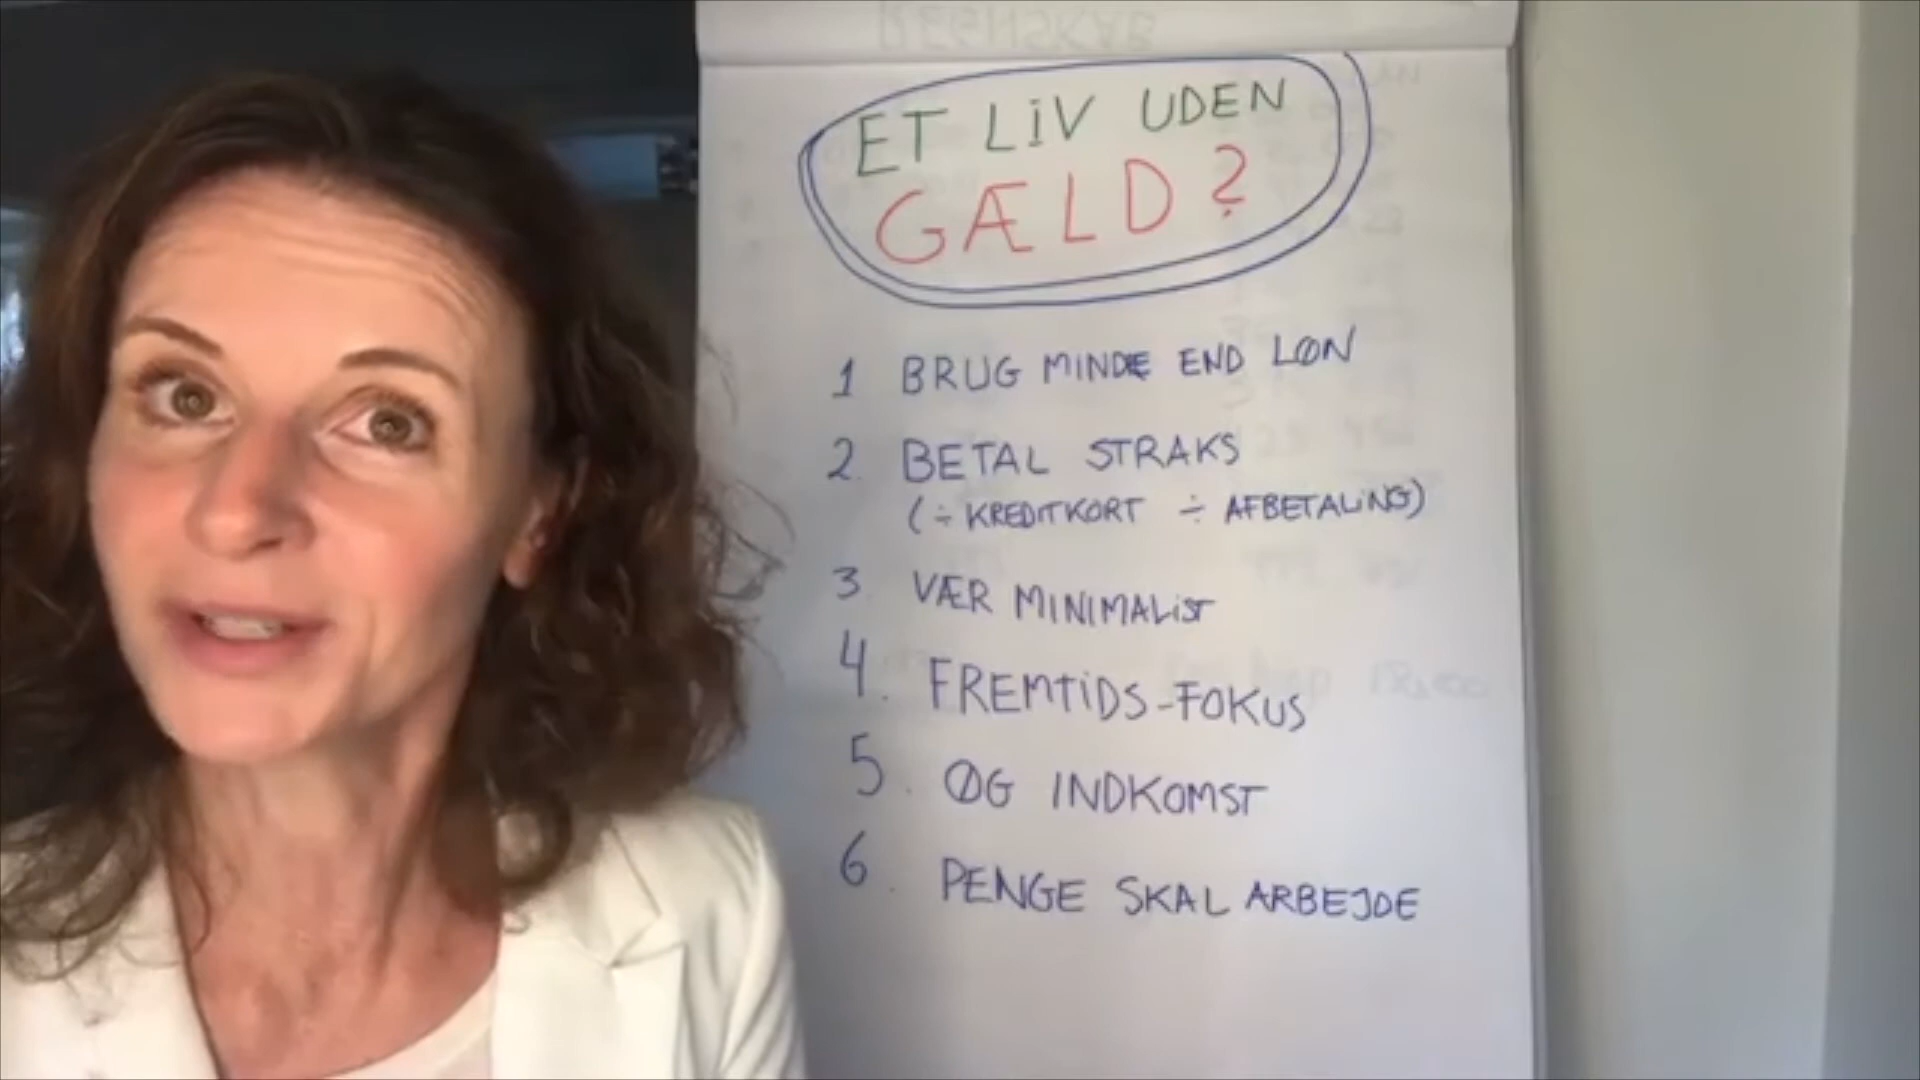 ET LiV UDEN
GÆLD?
1 BRUG MINDE END LØN
2. BETAL STRAKS
(÷ KREDITKORT ÷ AFBETALING)
3. VÆR MINIMALIST
4. FREMTIDS-FOKUS
5. ØG INDKOMST
6. PENGE SKAL ARBEJDE